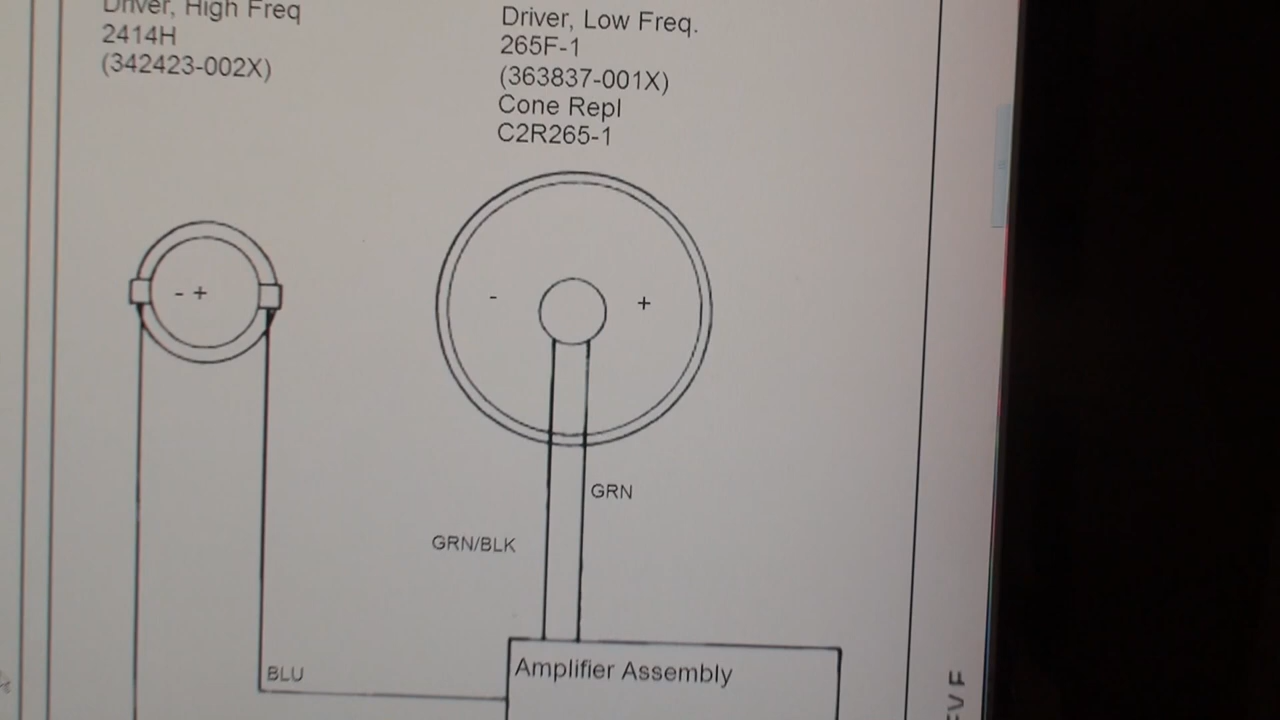 Driver, High Freq
2414H
(342423-002X)
Driver, Low Freq.
265F-1
(363837-001X)
Cone Repl
C2R265-1
- +
- +
GRN
GRN/BLK
BLU
Amplifier Assembly